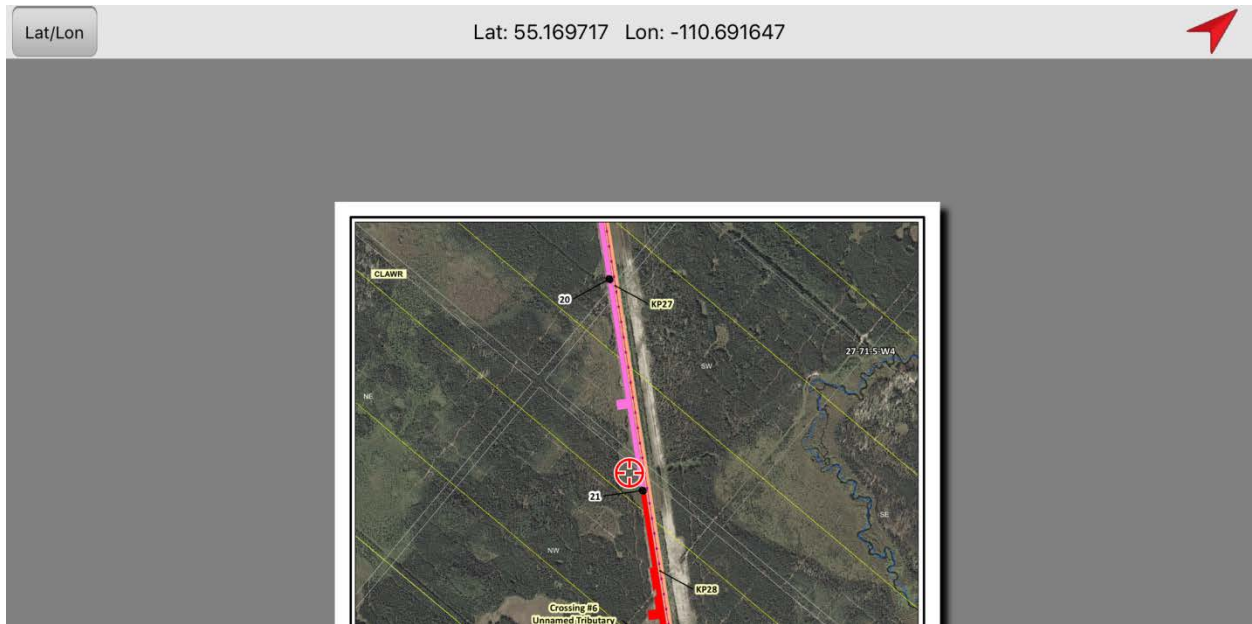 Lat/Lon
Lat: 55.169717 Lon: -110.691647
CLAWR
20
KP27
27-71-5-W4
SW
NE
21
SE
NW
KP28
Crossing #6
Unnamed Tributary